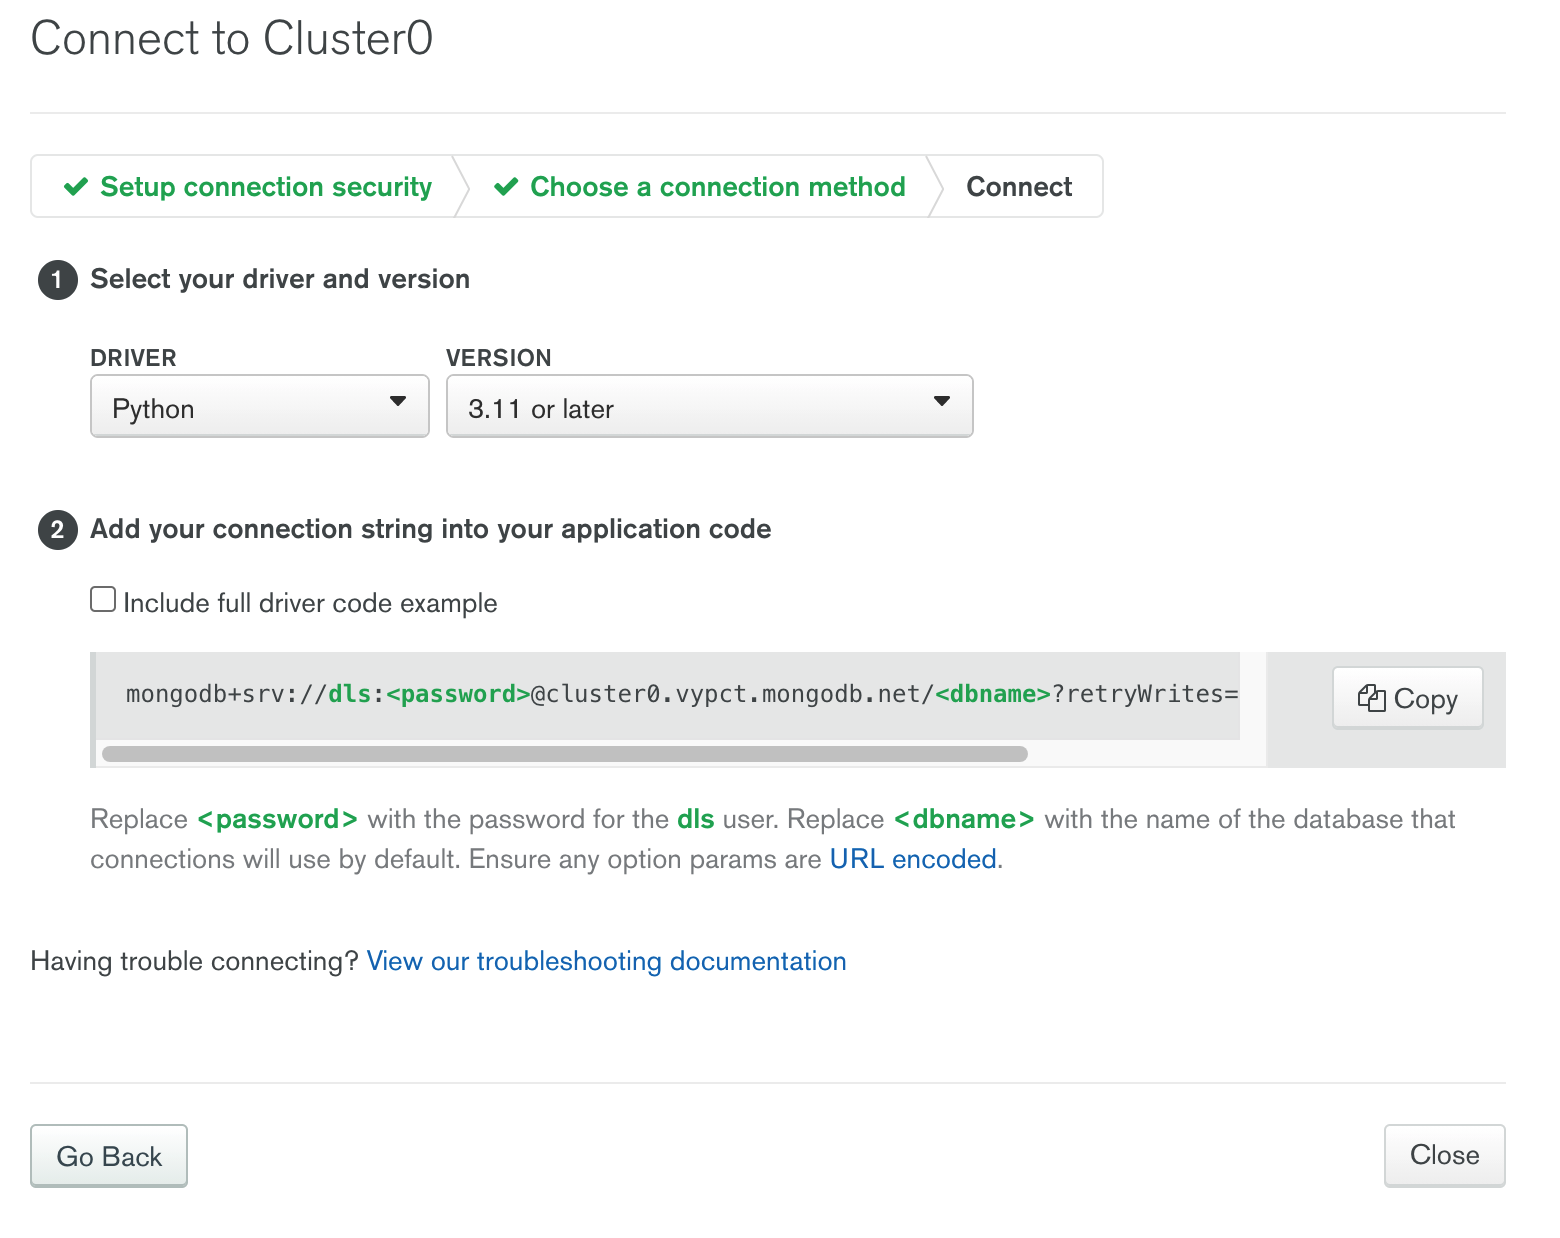 Connect to Cluster0
Setup connection security
Choose a connection method
Connect
1 Select your driver and version
DRIVER
VERSION
Python
3.11 or later
2 Add your connection string into your application code
Include full driver code example
mongodb+srv://dls:<password>@cluster0.vypct.mongodb.net/<dbname>?retryWrites=
Copy
Replace <password> with the password for the dls user. Replace <dbname> with the name of the database that
connections will use by default. Ensure any option params are URL encoded.
Having trouble connecting? View our troubleshooting documentation
Go Back
Close